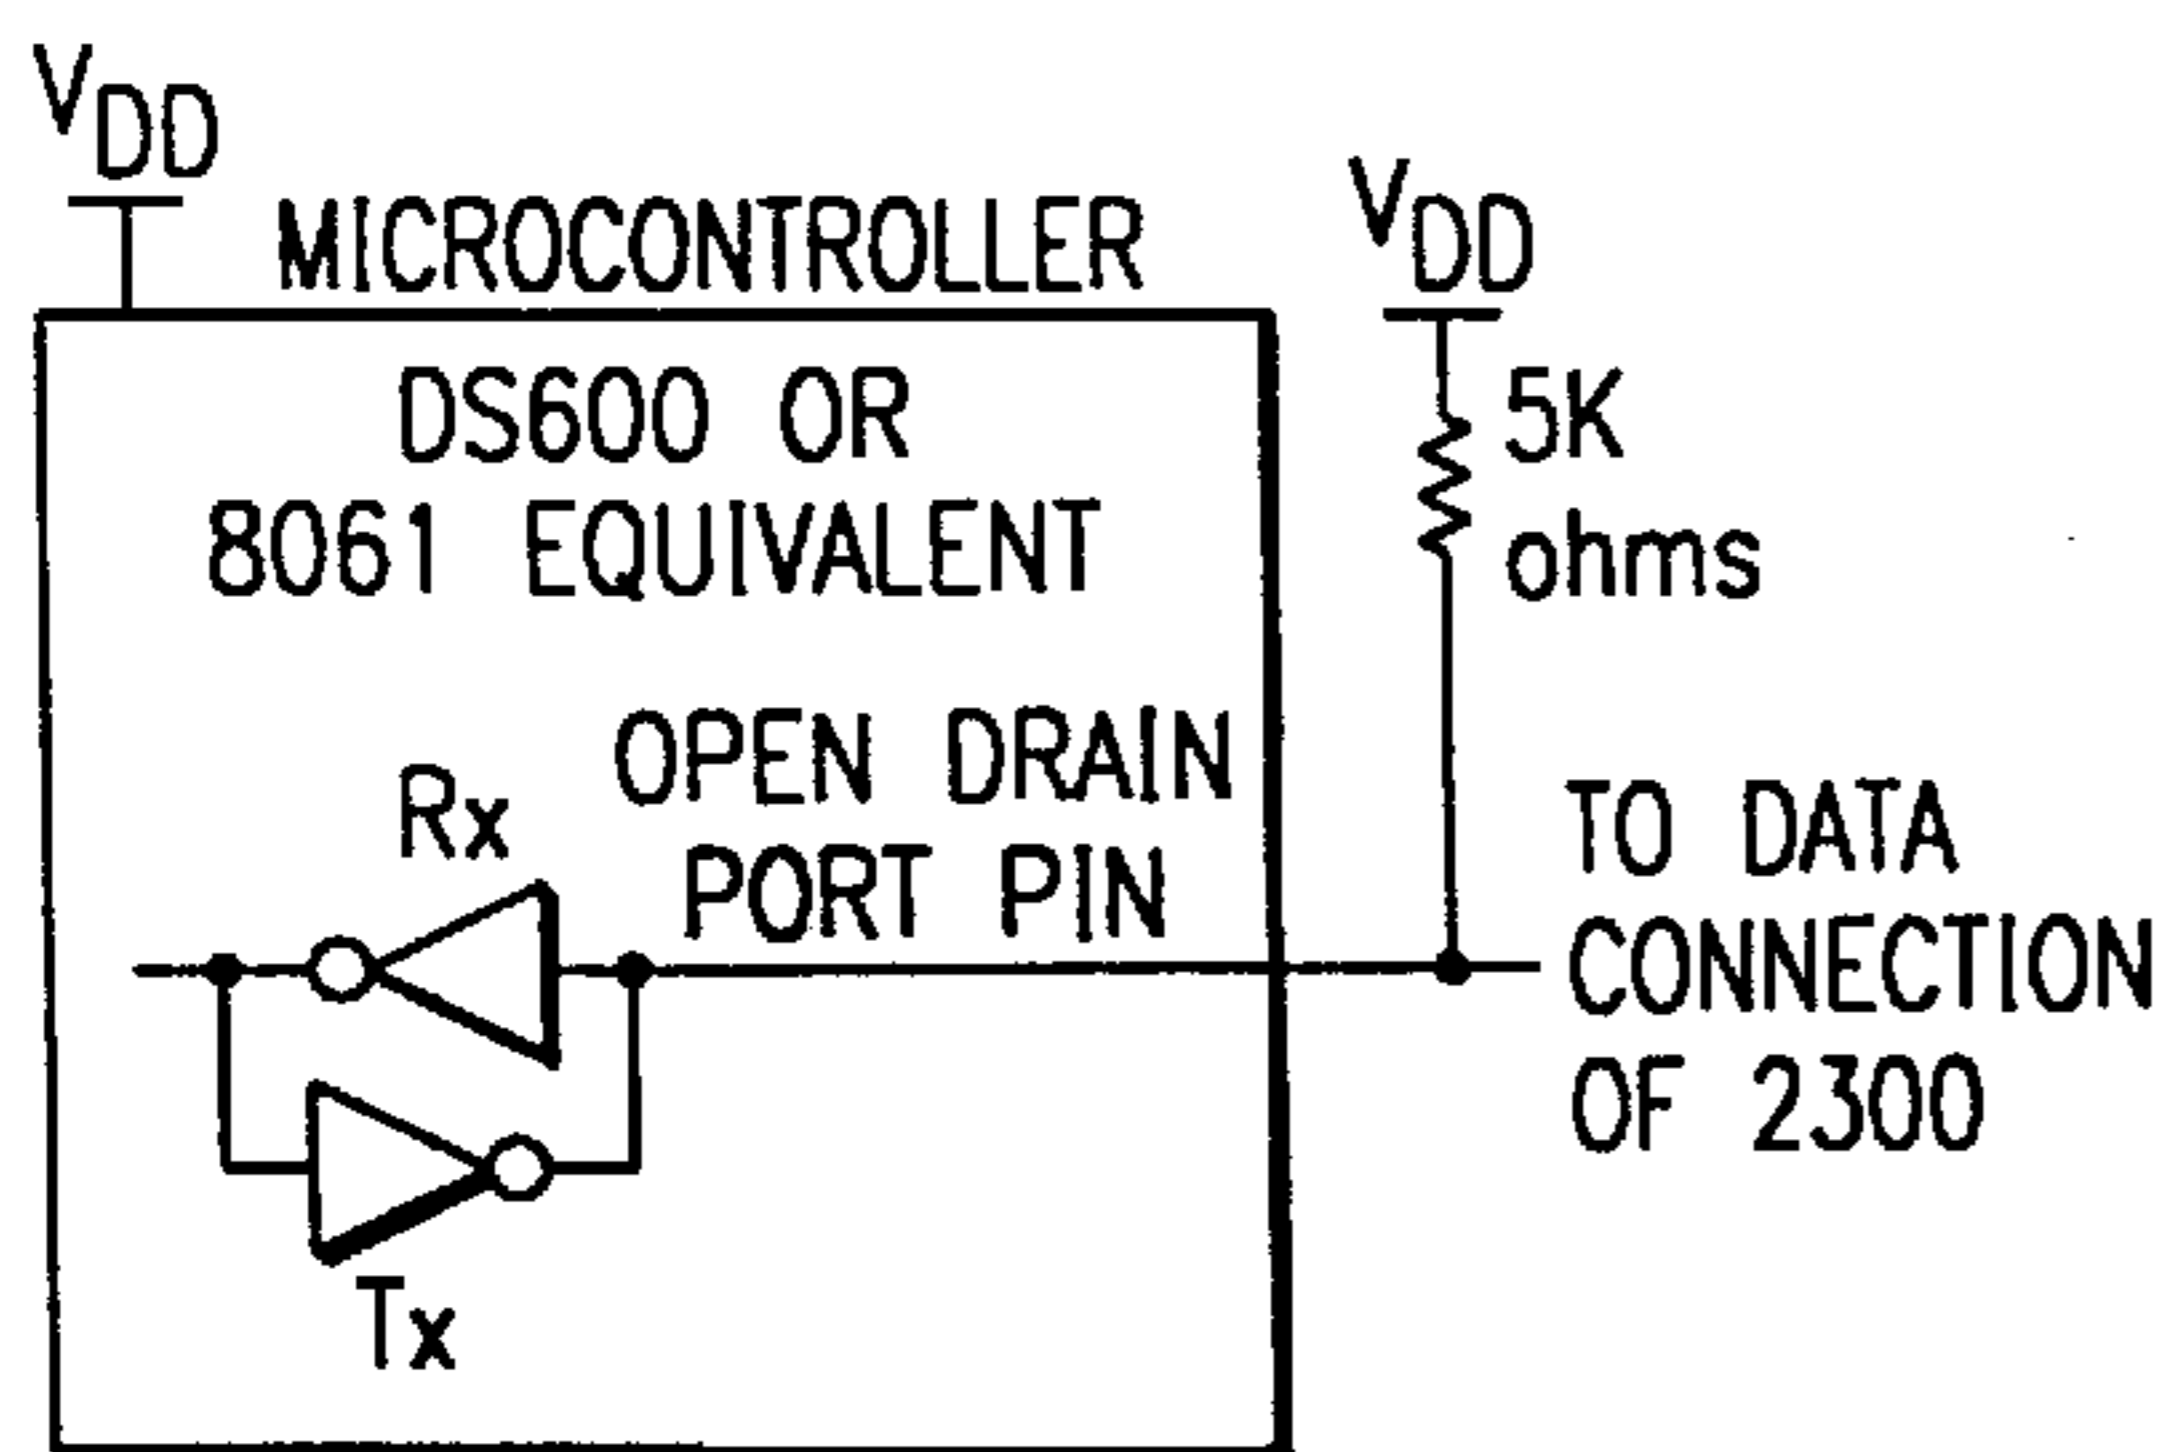 VDD
MICROCONTROLLER
VDD
DS600 OR
8061 EQUIVALENT
5K
ohms
OPEN DRAIN
PORT PIN
Rx
Tx
TO DATA
CONNECTION
OF 2300